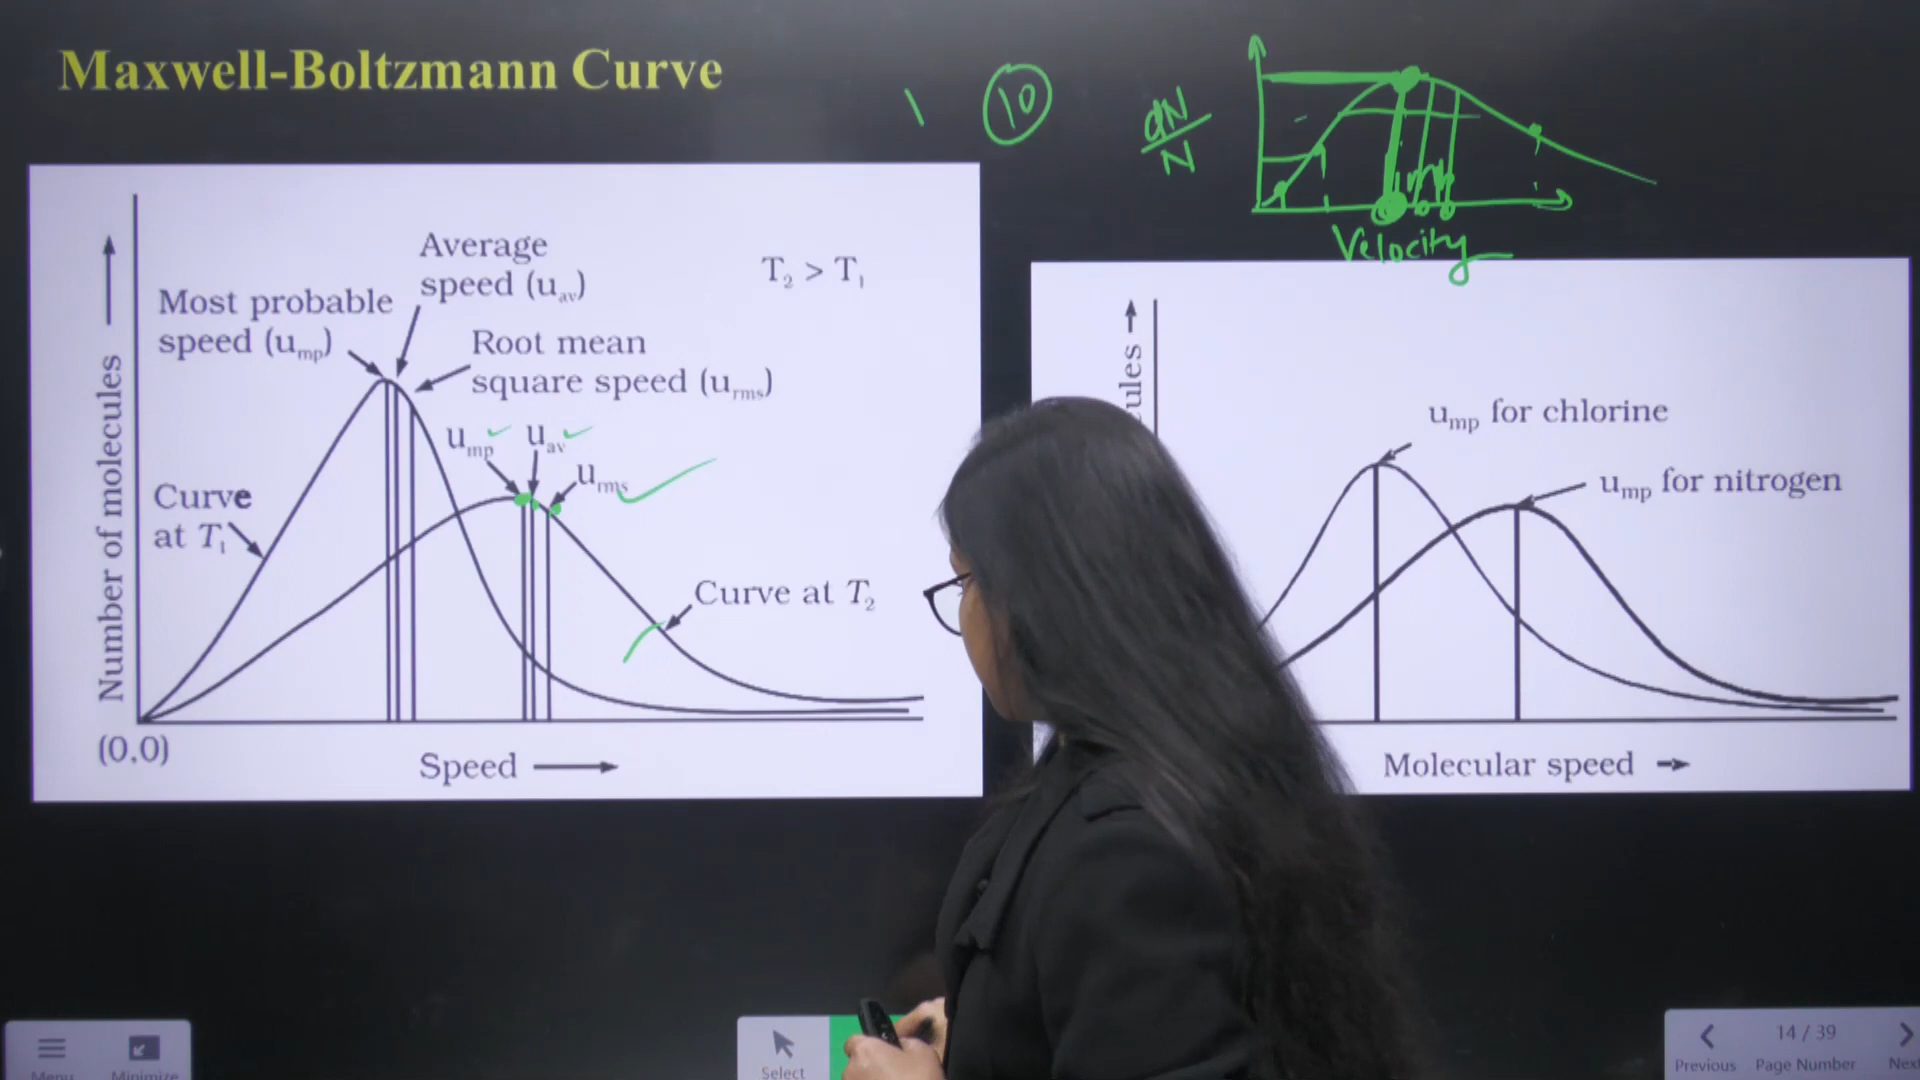 Maxwell-Boltzmann Curve
\ 10
dN/N
Velocity
Average
speed (uav)
T2 > T1
Most probable
speed (ump)
Root mean
square speed (urms)
ump uav
urms
Curve
at T1
Curve at T2
Number of molecules
(0,0)
Speed
ules
ump for chlorine
ump for nitrogen
Molecular speed
Menu
Minimize
Select
14 / 39
Previous
Page Number
Next